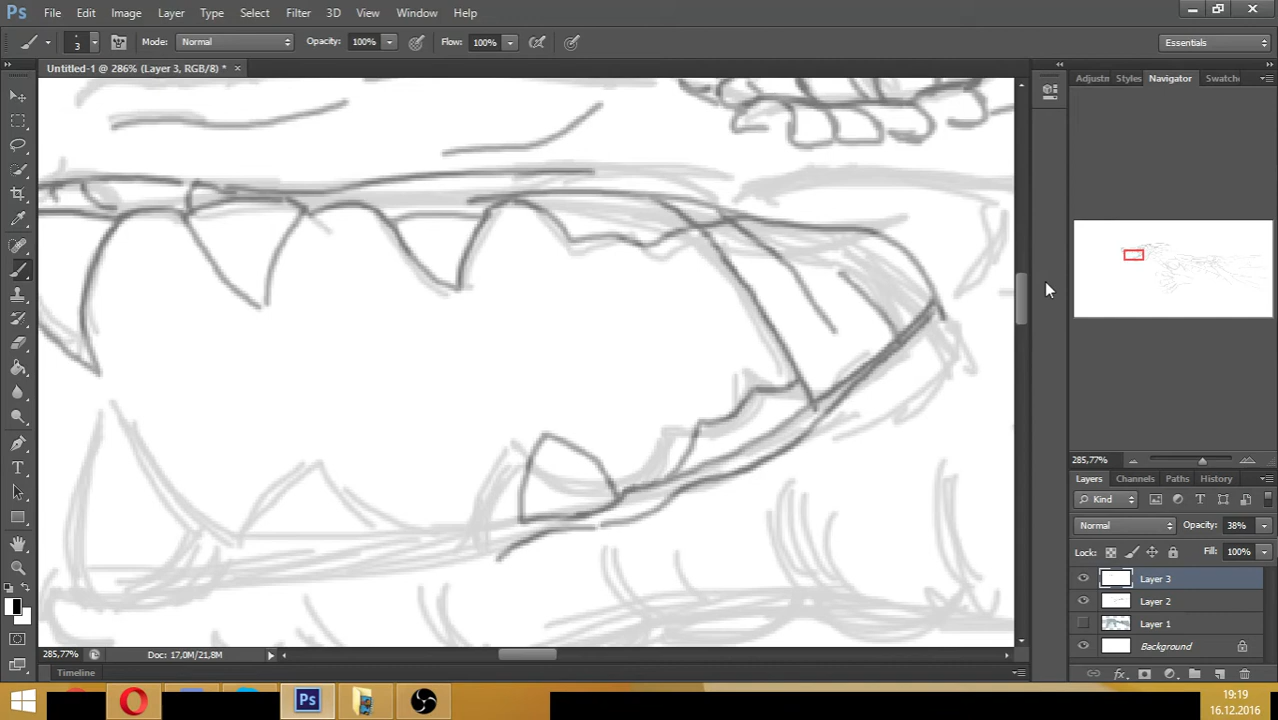 Ps File Edit Image Layer Type Select Filter 3D View Window Help
3 Mode: Normal Opacity: 100% Flow: 100% Essentials
Untitled-1 @ 286% (Layer 3, RGB/8) * ×
Adjustm Styles Navigator Swatch
285,77%
Layers Channels Paths History
Kind
Normal Opacity: 38%
Lock: Fill: 100%
Layer 3
Layer 2
Layer 1
Background
285,77% Doc: 17,0M/21,8M
Timeline
Ps
19:19
16.12.2016